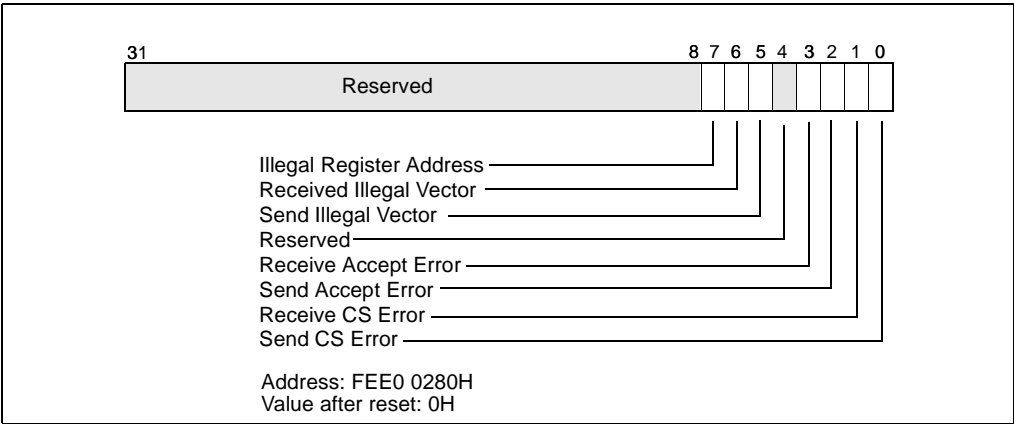 31 8 7 6 5 4 3 2 1 0
Reserved
Illegal Register Address
Received Illegal Vector
Send Illegal Vector
Reserved
Receive Accept Error
Send Accept Error
Receive CS Error
Send CS Error
Address: FEE0 0280H
Value after reset: 0H